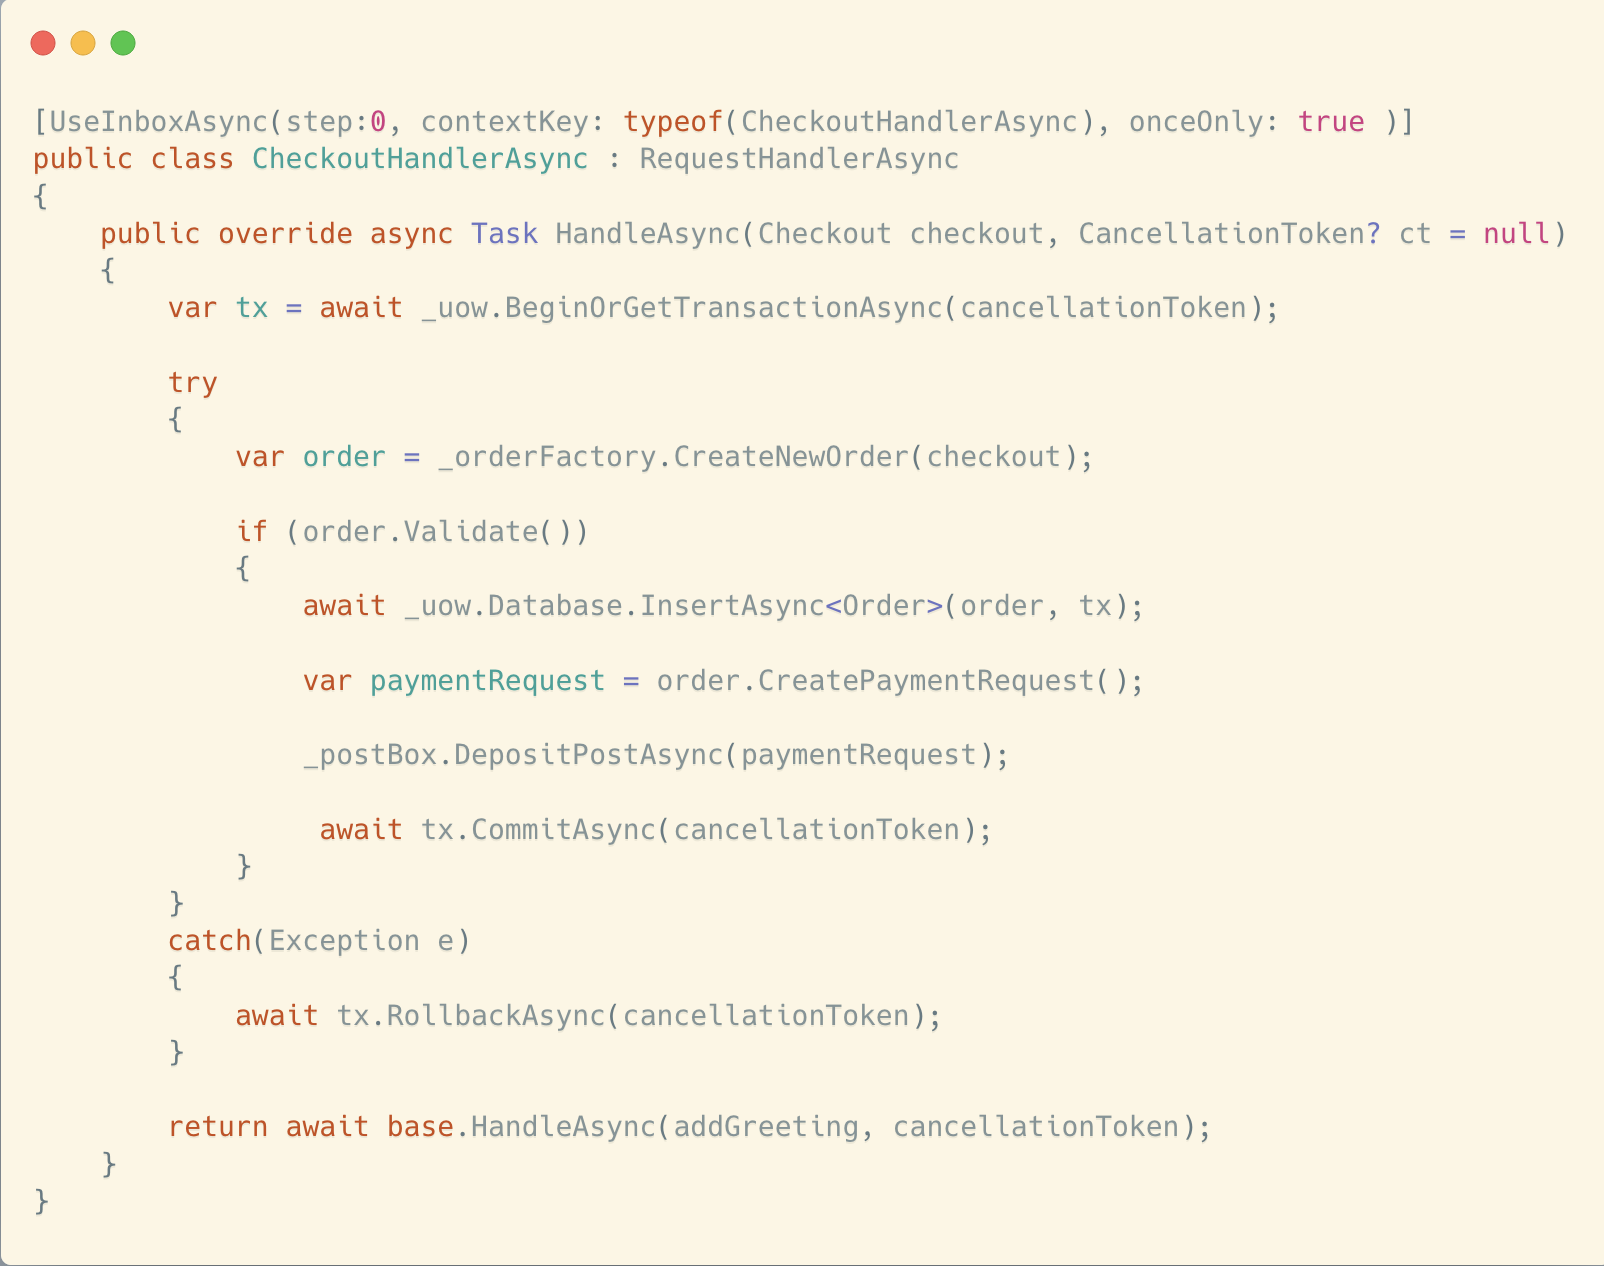 [UseInboxAsync(step:0, contextKey: typeof(CheckoutHandlerAsync), onceOnly: true )]
public class CheckoutHandlerAsync : RequestHandlerAsync
{
    public override async Task HandleAsync(Checkout checkout, CancellationToken? ct = null)
    {
        var tx = await _uow.BeginOrGetTransactionAsync(cancellationToken);

        try
        {
            var order = _orderFactory.CreateNewOrder(checkout);

            if (order.Validate())
            {
                await _uow.Database.InsertAsync<Order>(order, tx);

                var paymentRequest = order.CreatePaymentRequest();

                _postBox.DepositPostAsync(paymentRequest);

                 await tx.CommitAsync(cancellationToken);
            }
        }
        catch(Exception e)
        {
            await tx.RollbackAsync(cancellationToken);
        }

        return await base.HandleAsync(addGreeting, cancellationToken);
    }
}